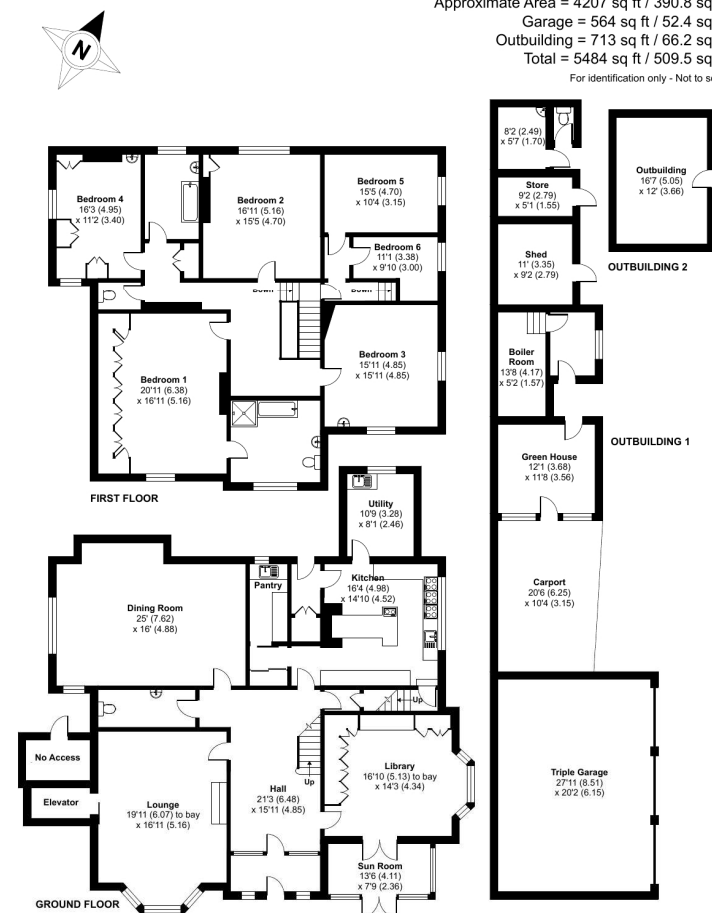 Approximate Area = 4207 sq ft / 390.8 sq
Garage = 564 sq ft / 52.4 sq
Outbuilding = 713 sq ft / 66.2 sq
Total = 5484 sq ft / 509.5 sq
For identification only - Not to sc
N
8'2 (2.49)
x 5'7 (1.70)
Store
9'2 (2.79)
x 5'1 (1.55)
Outbuilding
16'7 (5.05)
x 12' (3.66)
OUTBUILDING 2
Shed
11' (3.35)
x 9'2 (2.79)
Boiler
Room
13'8 (4.17)
x 5'2 (1.57)
OUTBUILDING 1
Green House
12'1 (3.68)
x 11'8 (3.56)
Carport
20'6 (6.25)
x 10'4 (3.15)
Triple Garage
27'11 (8.51)
x 20'2 (6.15)
Bedroom 4
16'3 (4.95)
x 11'2 (3.40)
Bedroom 2
16'11 (5.16)
x 15'5 (4.70)
Bedroom 5
15'5 (4.70)
x 10'4 (3.15)
Bedroom 6
11'1 (3.38)
x 9'10 (3.00)
Down
Down
Bedroom 1
20'11 (6.38)
x 16'11 (5.16)
Bedroom 3
15'11 (4.85)
x 15'11 (4.85)
FIRST FLOOR
Utility
10'9 (3.28)
x 8'1 (2.46)
Pantry
Kitchen
16'4 (4.98)
x 14'10 (4.52)
Dining Room
25' (7.62)
x 16' (4.88)
Up
No Access
Elevator
Lounge
19'11 (6.07) to bay
x 16'11 (5.16)
Hall
21'3 (6.48)
x 15'11 (4.85)
Up
Library
16'10 (5.13) to bay
x 14'3 (4.34)
Sun Room
13'6 (4.11)
x 7'9 (2.36)
GROUND FLOOR